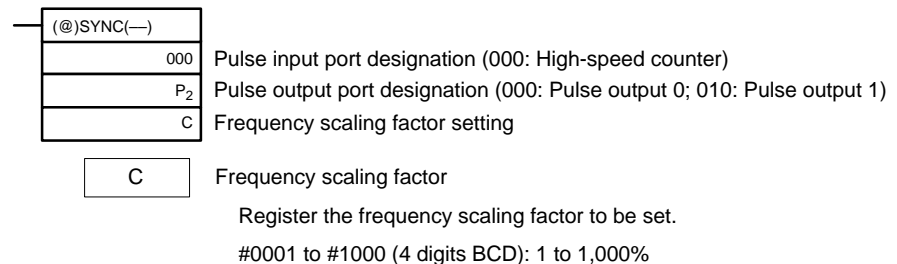 (@)SYNC(—)
000 Pulse input port designation (000: High-speed counter)
P2 Pulse output port designation (000: Pulse output 0; 010: Pulse output 1)
C Frequency scaling factor setting
C Frequency scaling factor
Register the frequency scaling factor to be set.
#0001 to #1000 (4 digits BCD): 1 to 1,000%